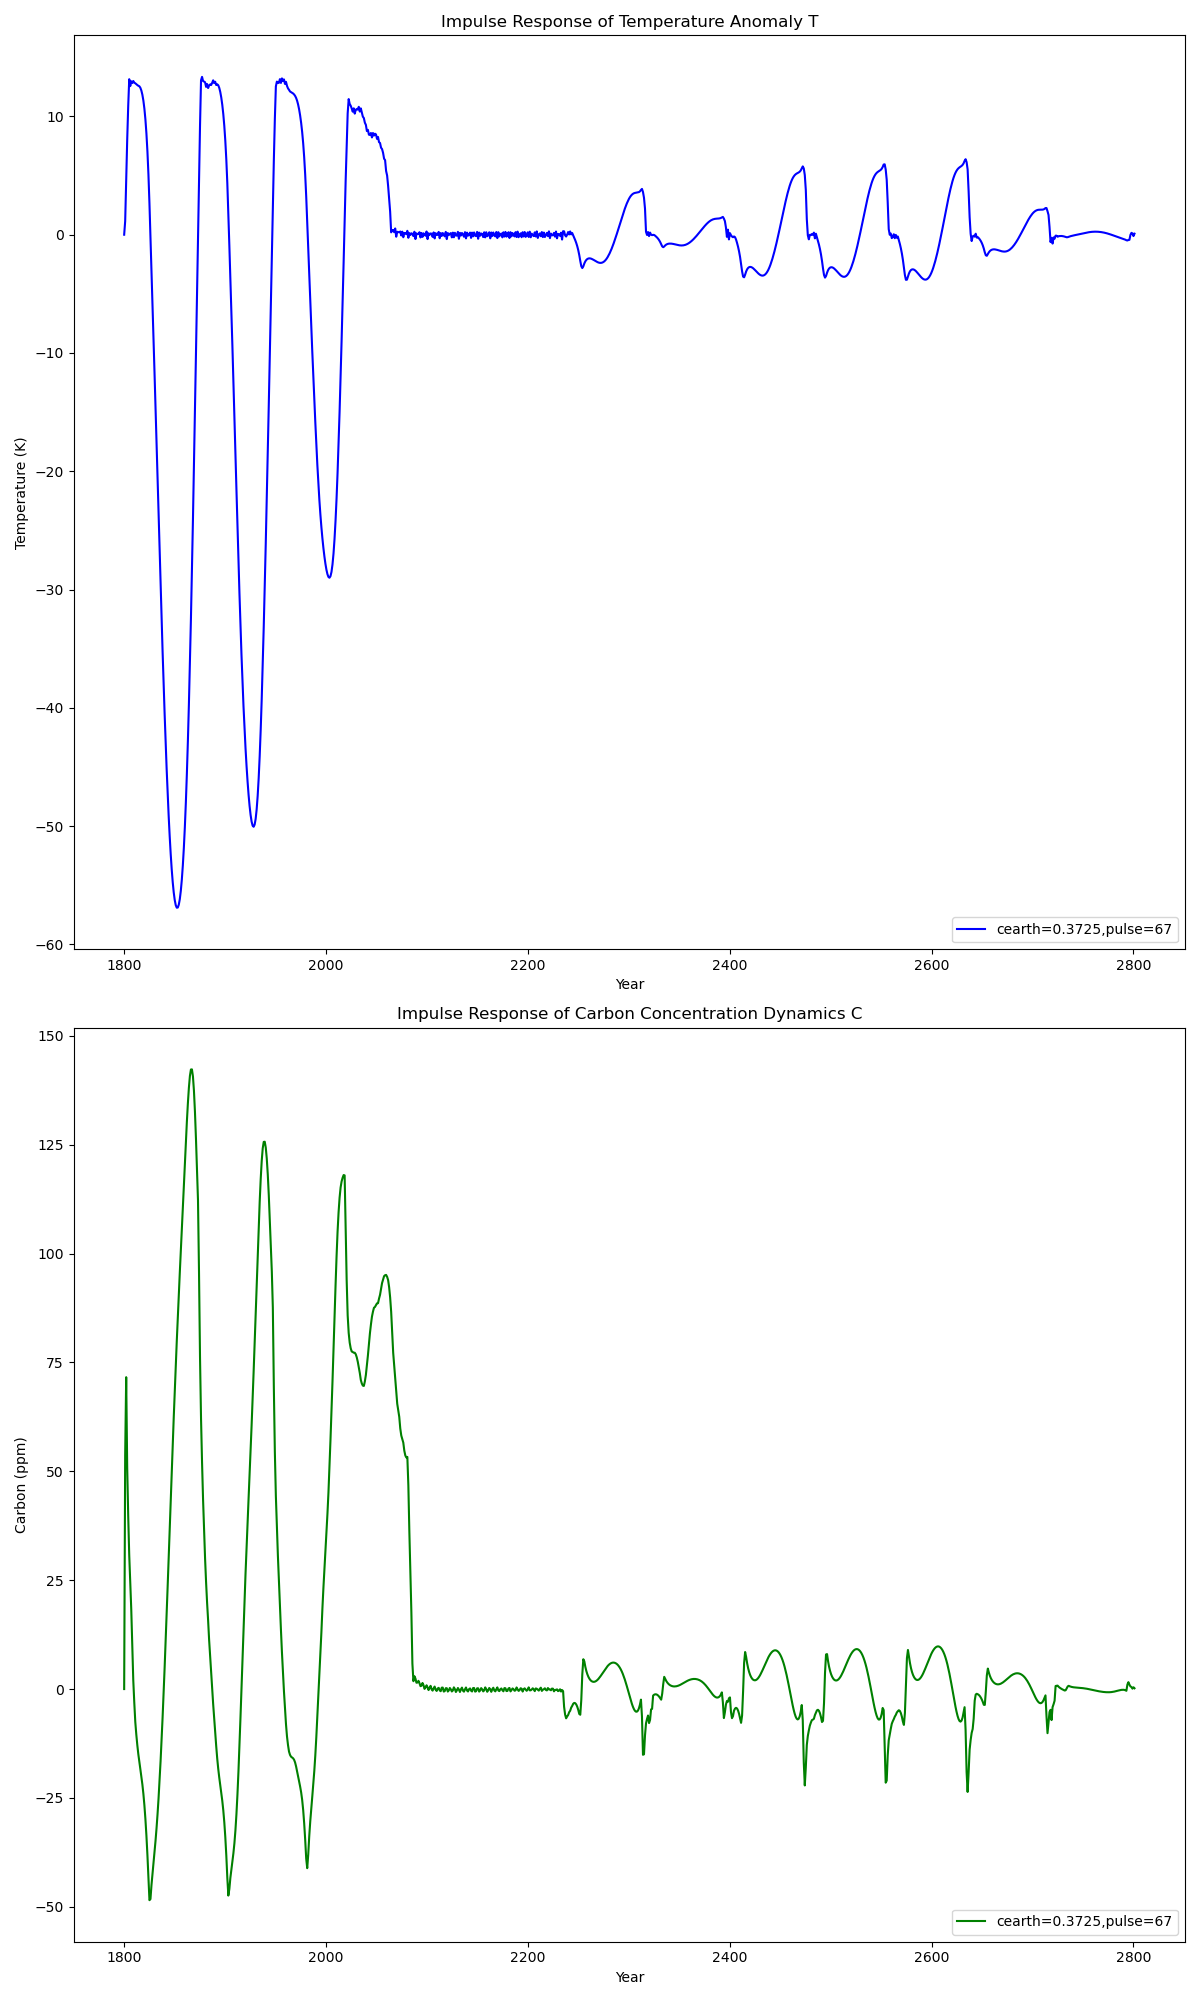 Impulse Response of Temperature Anomaly T
10
0
−10
−20
−30
−40
−50
−60
Temperature (K)
1800 2000 2200 2400 2600 2800
Year
cearth=0.3725,pulse=67
Impulse Response of Carbon Concentration Dynamics C
150
125
100
75
50
25
0
−25
−50
Carbon (ppm)
1800 2000 2200 2400 2600 2800
Year
cearth=0.3725,pulse=67